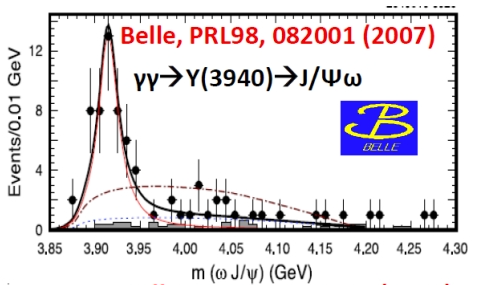 Belle, PRL98, 082001 (2007)
γγ→Y(3940)→J/Ψω
BELLE
Events/0.01 GeV
12
8
4
0
3,85 3,90 3,95 4,00 4,05 4,10 4,15 4,20 4,25 4,30
m (ω J/ψ) (GeV)